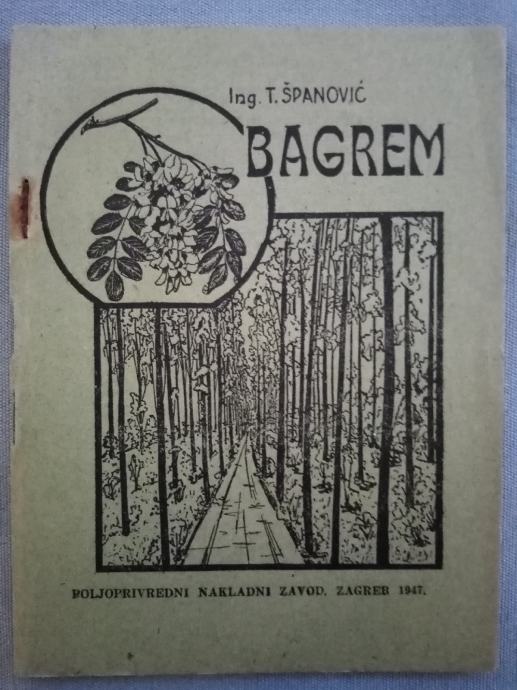 Ing. T. ŠPANOVIĆ
BAGREM
POLJOPRIVREDNI NAKLADNI ZAVOD. ZAGREB 1947.